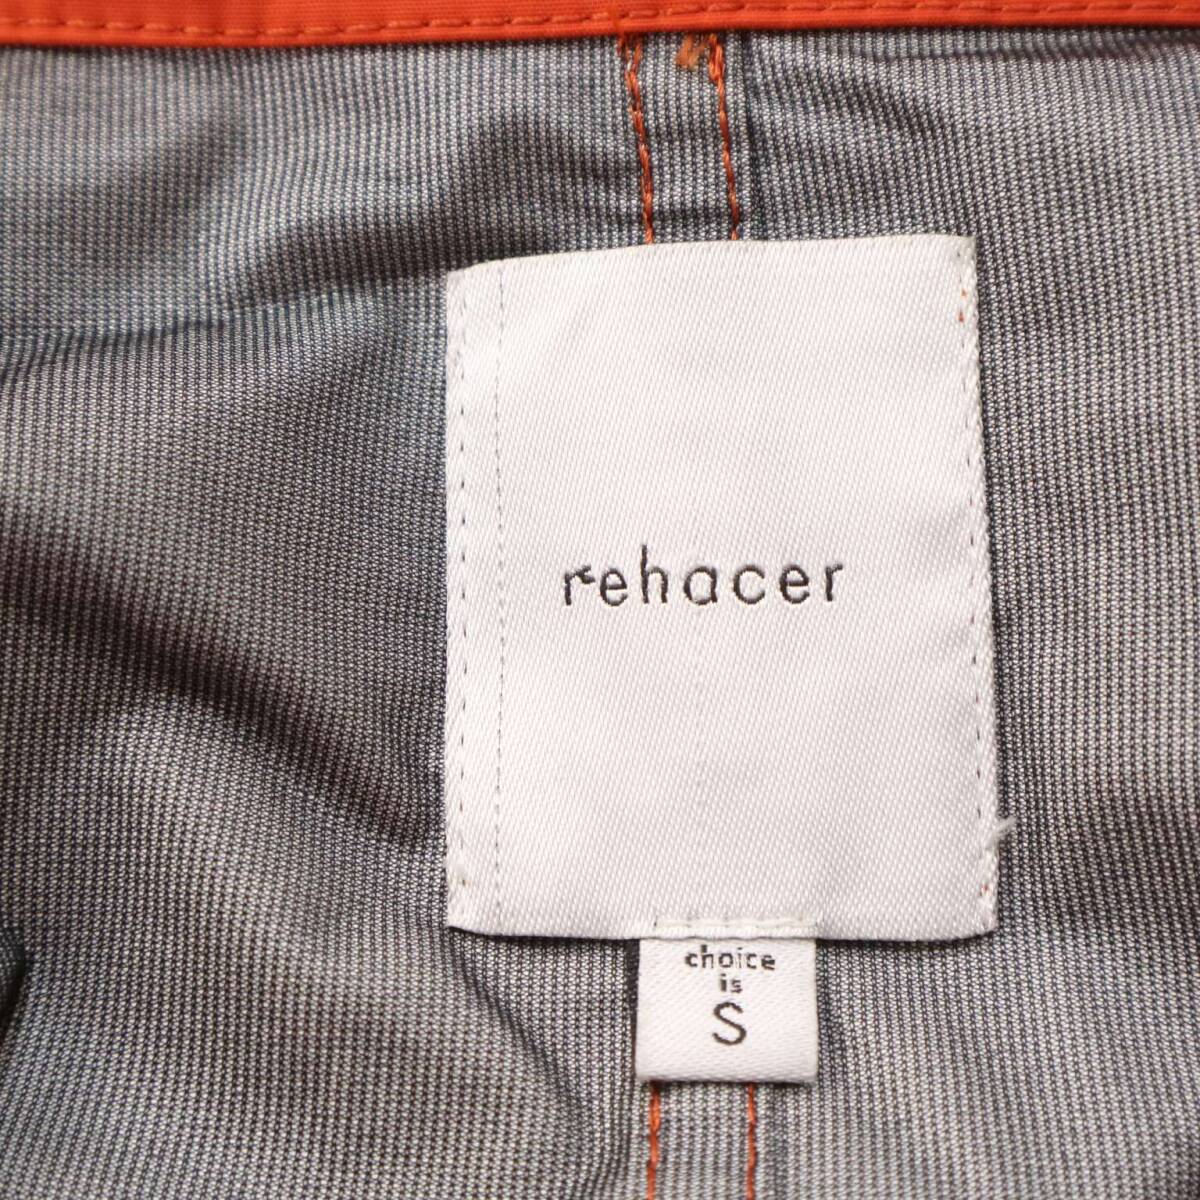 rehacer
choice
is
S